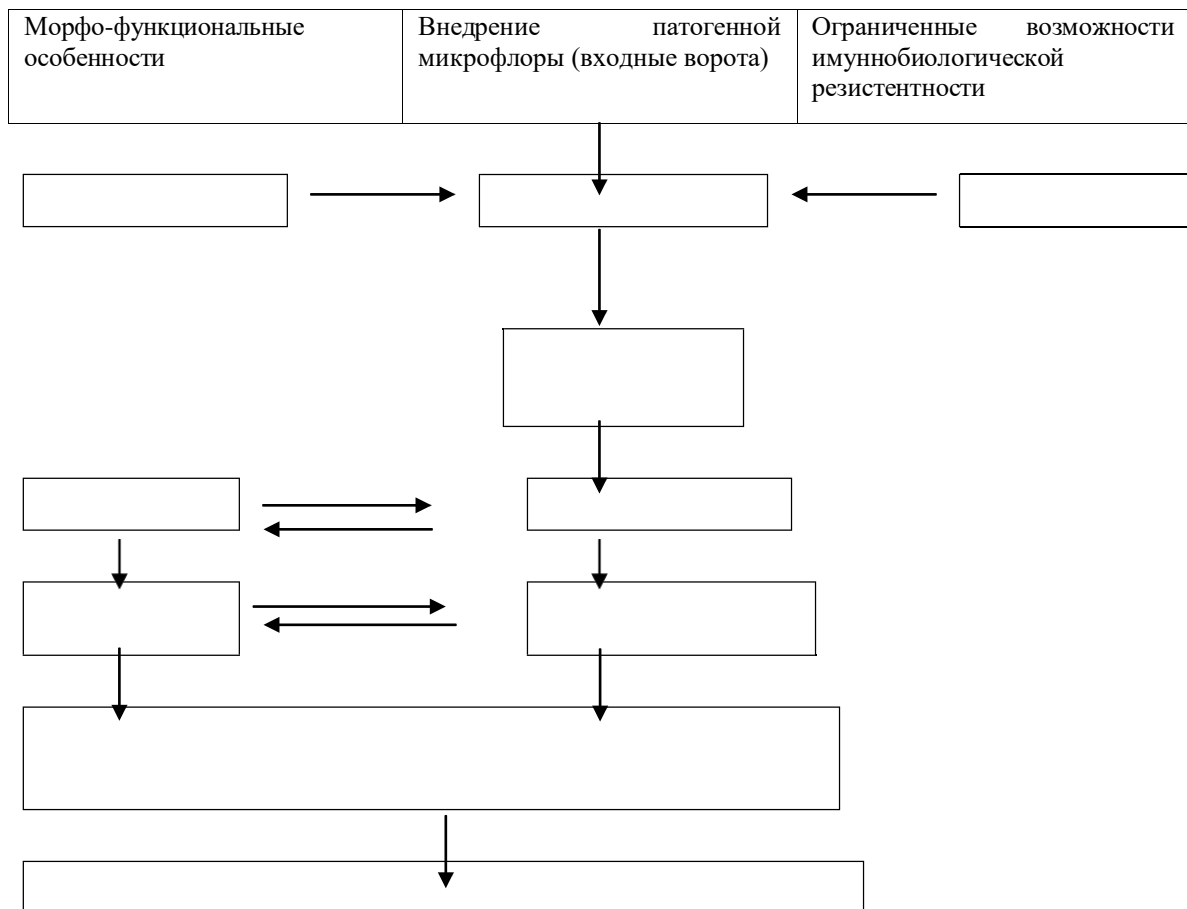 Морфо-функциональные
особенности
Внедрение патогенной
микрофлоры (входные ворота)
Ограниченные возможности
имуннобиологической
резистентности